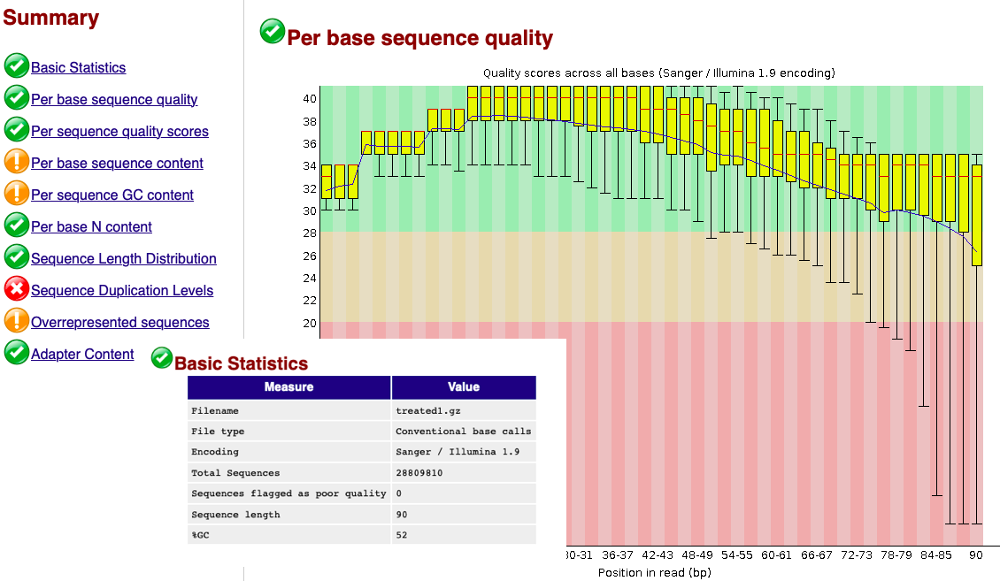 Summary
Basic Statistics
Per base sequence quality
Per sequence quality scores
Per base sequence content
Per sequence GC content
Per base N content
Sequence Length Distribution
Sequence Duplication Levels
Overrepresented sequences
Adapter Content
Per base sequence quality
Quality scores across all bases (Sanger / Illumina 1.9 encoding)
40
38
36
34
32
30
28
26
24
22
20
Basic Statistics
Measure Value
Filename treated1.gz
File type Conventional base calls
Encoding Sanger / Illumina 1.9
Total Sequences 28809810
Sequences flagged as poor quality 0
Sequence length 90
%GC 52
0-31 36-37 42-43 48-49 54-55 60-61 66-67 72-73 78-79 84-85 90
Position in read (bp)